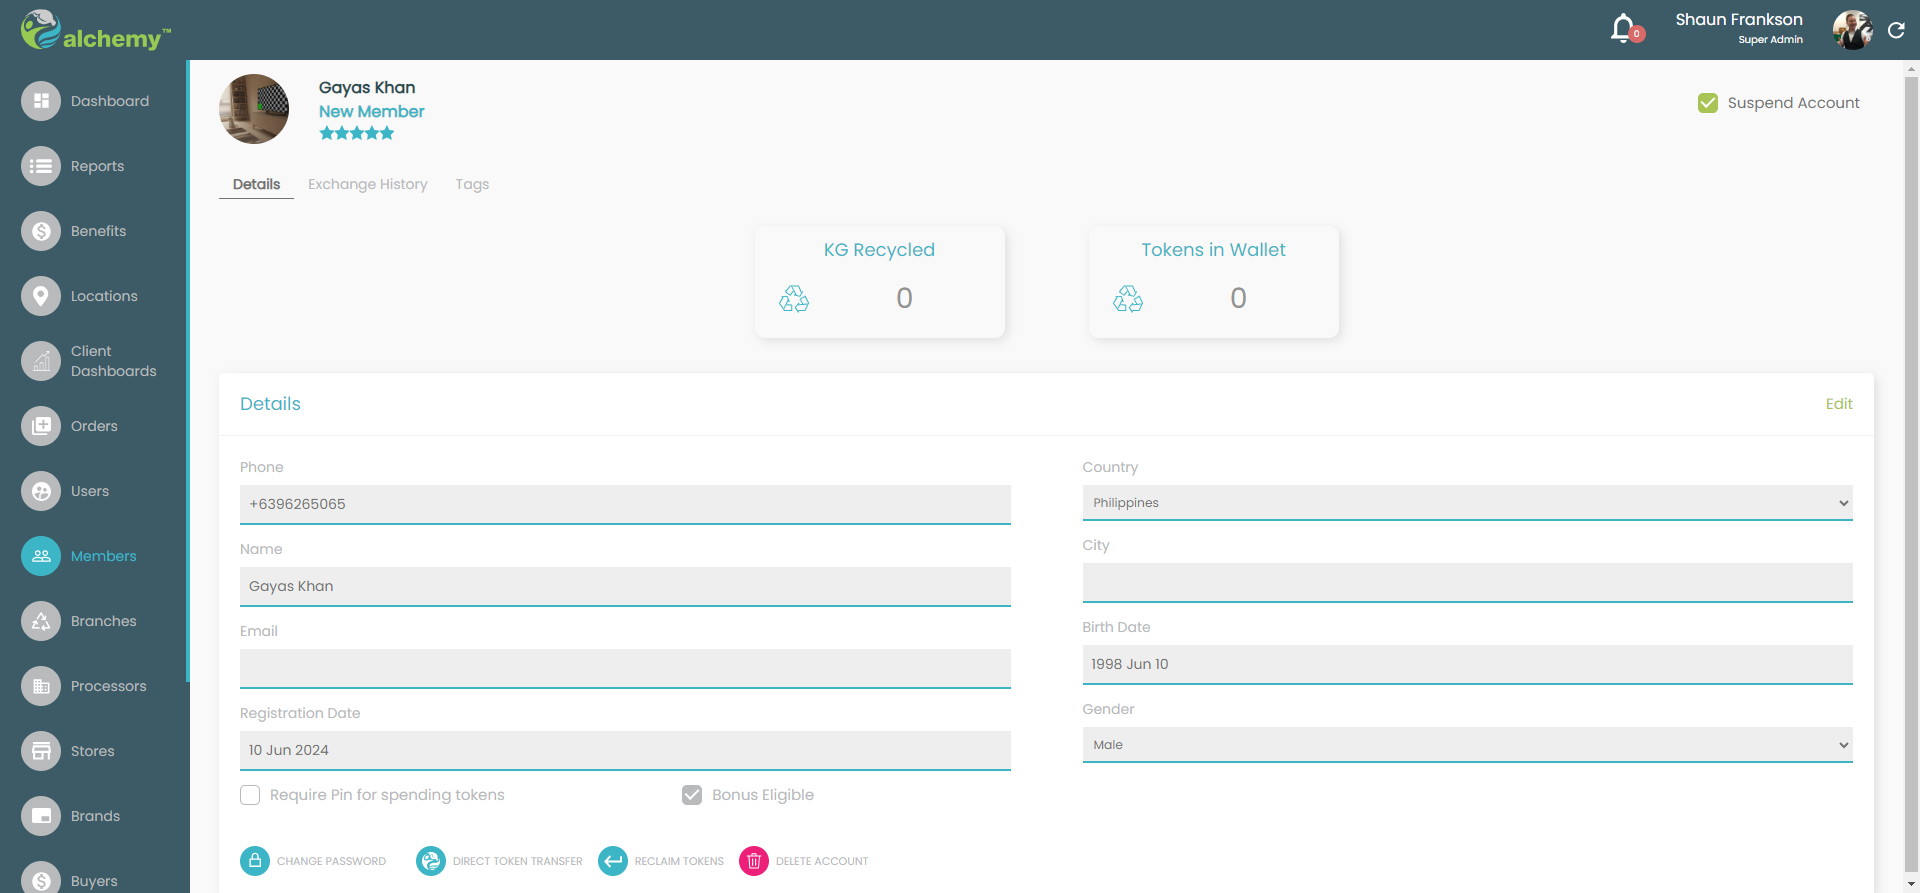 alchemy™
0
Shaun Frankson
Super Admin
Dashboard
Reports
Benefits
Locations
Client
Dashboards
Orders
Users
Members
Branches
Processors
Stores
Brands
Buyers
Gayas Khan
New Member
Suspend Account
Details
Exchange History
Tags
KG Recycled
0
Tokens in Wallet
0
Details
Edit
Phone
+6396265065
Name
Gayas Khan
Email
Registration Date
10 Jun 2024
Country
Philippines
City
Birth Date
1998 Jun 10
Gender
Male
Require Pin for spending tokens
Bonus Eligible
CHANGE PASSWORD
DIRECT TOKEN TRANSFER
RECLAIM TOKENS
DELETE ACCOUNT